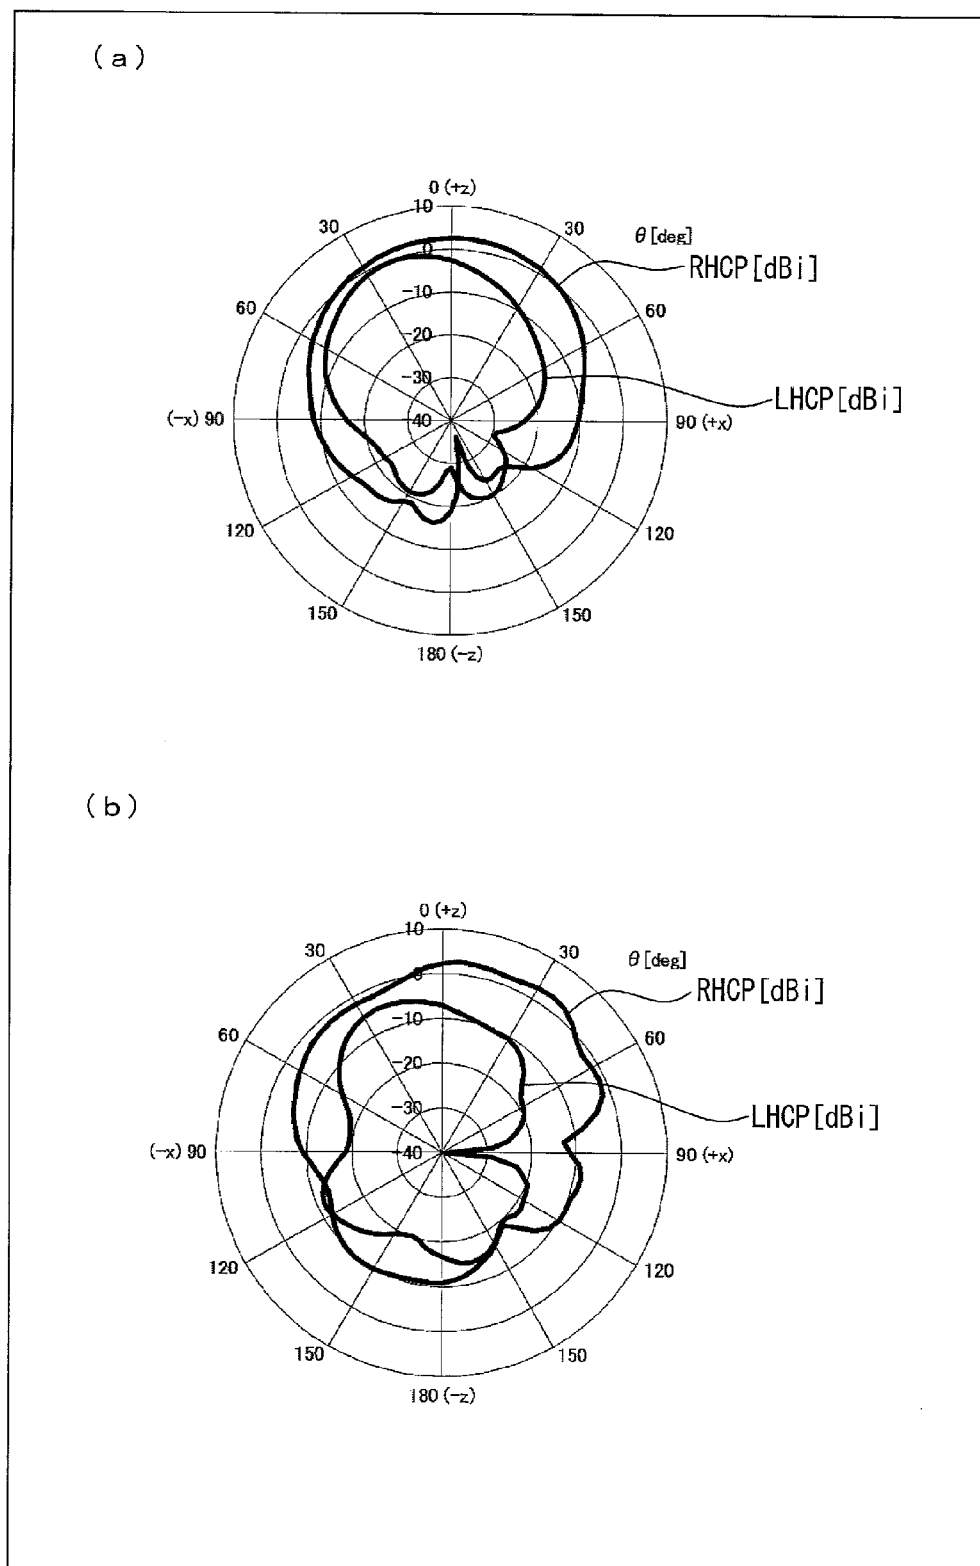 (a)
0 (+z)
10
30
30
θ[deg]
RHCP[dBi]
0
-10
60
60
-20
-30
LHCP[dBi]
(-x) 90
40
90 (+x)
120
120
150
150
180 (-z)
(b)
0 (+z)
10
30
30
θ[deg]
RHCP[dBi]
0
-10
60
60
-20
-30
LHCP[dBi]
(-x) 90
-40
90 (+x)
120
120
150
150
180 (-z)